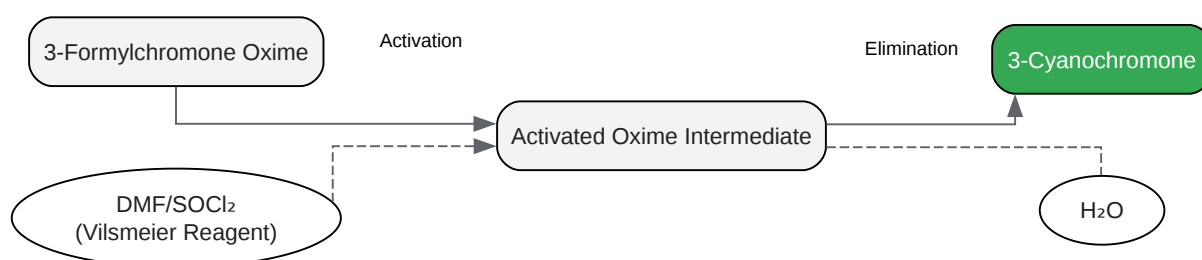 3-Formylchromone Oxime
Activation
Elimination
3-Cyanochromone
Activated Oxime Intermediate
DMF/SOCl₂
(Vilsmeier Reagent)
H₂O